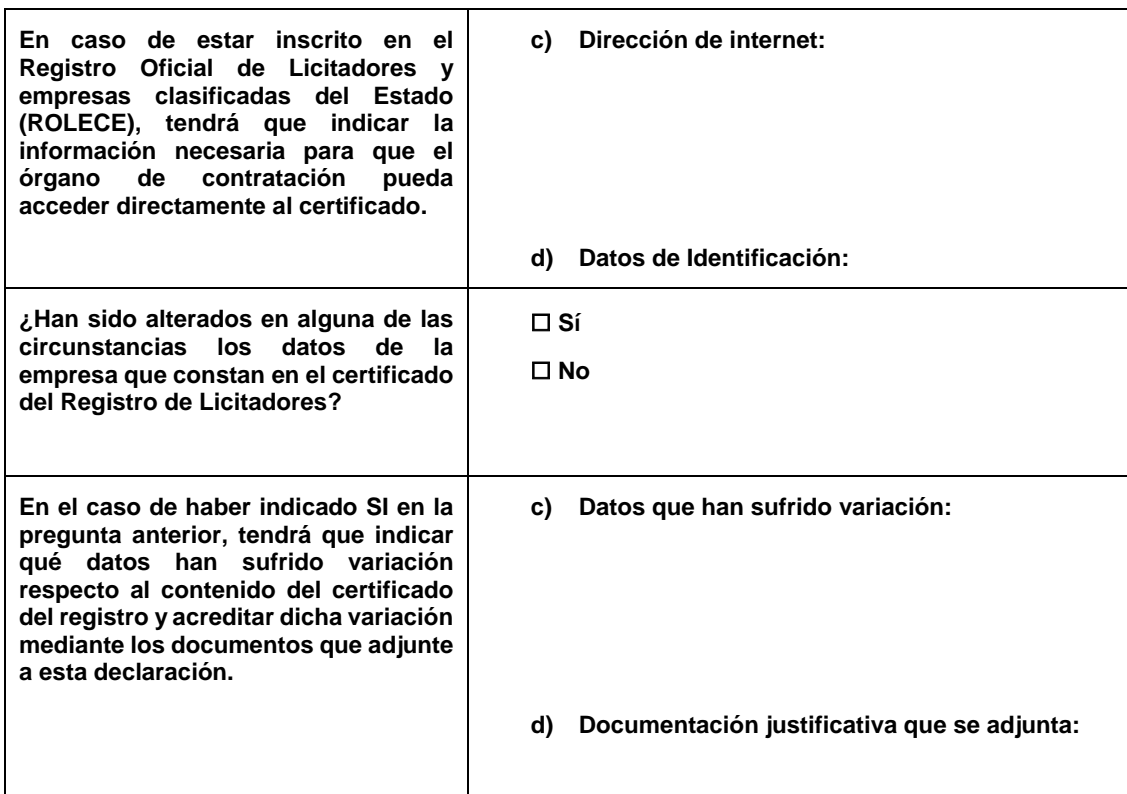 En caso de estar inscrito en el
Registro Oficial de Licitadores y
empresas clasificadas del Estado
(ROLECE), tendrá que indicar la
información necesaria para que el
órgano de contratación pueda
acceder directamente al certificado.
c) Dirección de internet:
d) Datos de Identificación:
¿Han sido alterados en alguna de las
circunstancias los datos de la
empresa que constan en el certificado
del Registro de Licitadores?
☐ Sí
☐ No
En el caso de haber indicado SI en la
pregunta anterior, tendrá que indicar
qué datos han sufrido variación
respecto al contenido del certificado
del registro y acreditar dicha variación
mediante los documentos que adjunte
a esta declaración.
c) Datos que han sufrido variación:
d) Documentación justificativa que se adjunta: